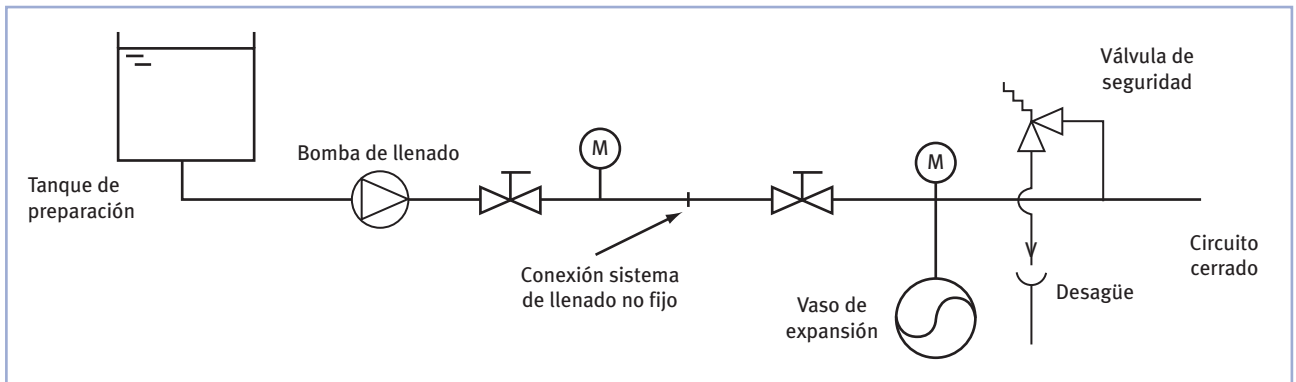 Válvula de
seguridad
M
Bomba de llenado
M
Tanque de
preparación
Conexión sistema
de llenado no fijo
Vaso de
expansión
Desagüe
Circuito
cerrado